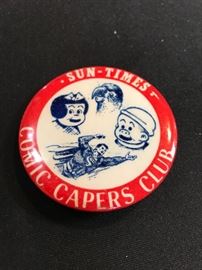 · SUN-TIMES ·
COMIC CAPERS CLUB